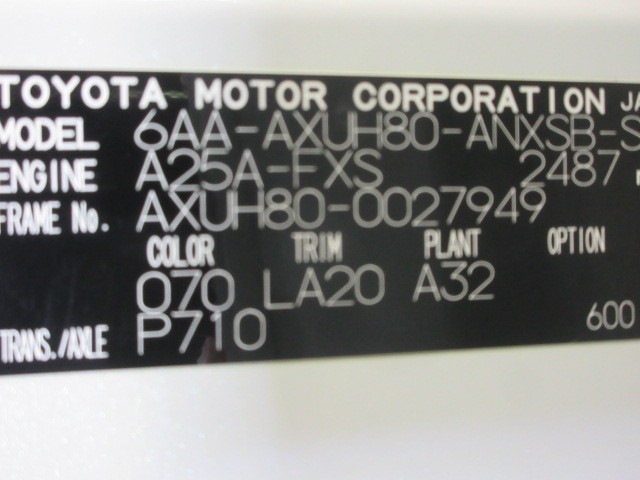 TOYOTA MOTOR CORPORATION JA
MODEL 6AA-AXUH80-ANXSB-S
ENGINE A25A-FXS 2487
FRAME No. AXUH80-0027949
COLOR TRIM PLANT OPTION
070 LA20 A32
TRANS./AXLE P710 600